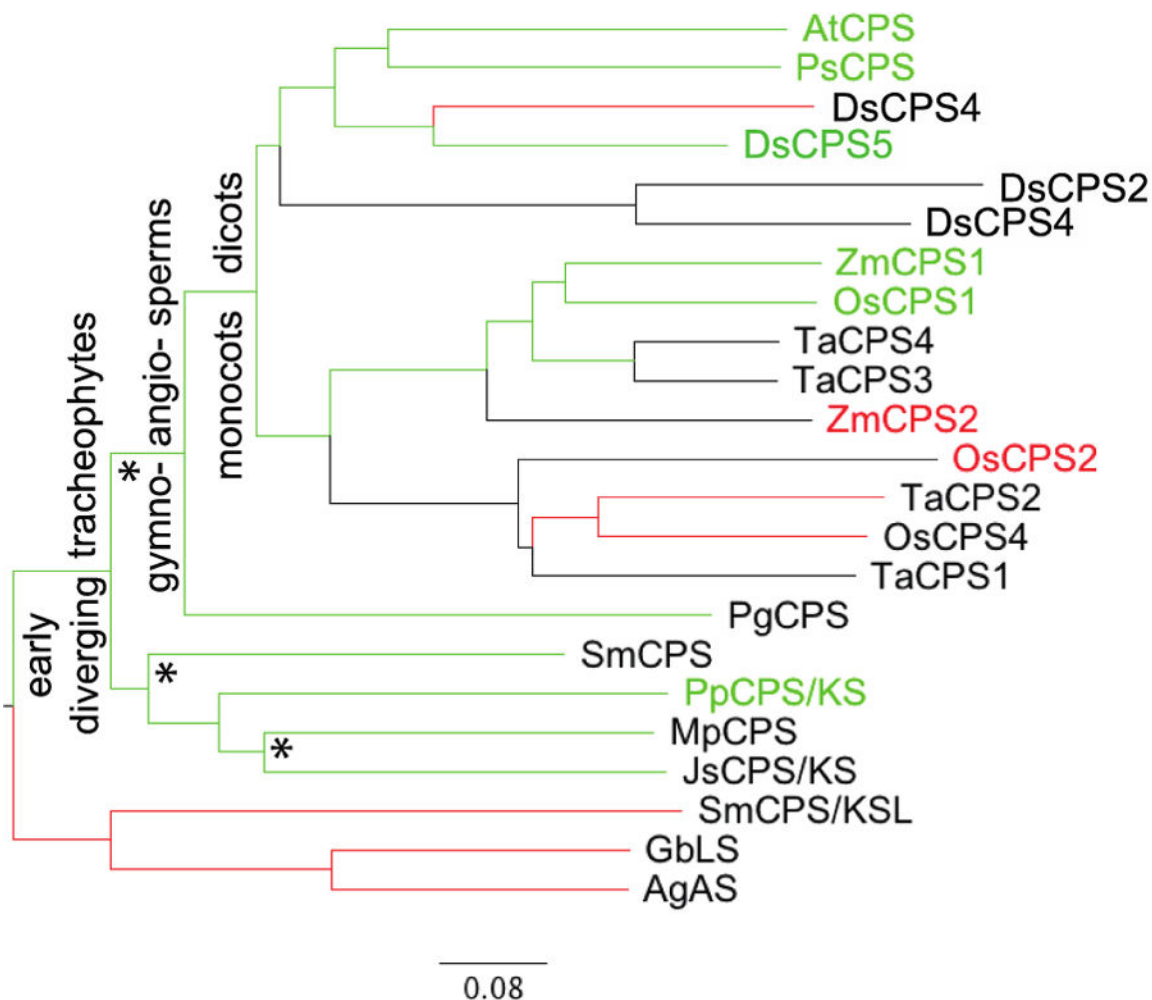 AtCPS
PsCPS
DsCPS4
DsCPS5
DsCPS2
DsCPS4
ZmCPS1
OsCPS1
TaCPS4
TaCPS3
ZmCPS2
OsCPS2
TaCPS2
OsCPS4
TaCPS1
PgCPS
SmCPS
PpCPS/KS
MpCPS
JsCPS/KS
SmCPS/KSL
GbLS
AgAS
early
diverging tracheophytes
*
gymno- angio- sperms
monocots dicots
*
*
0.08